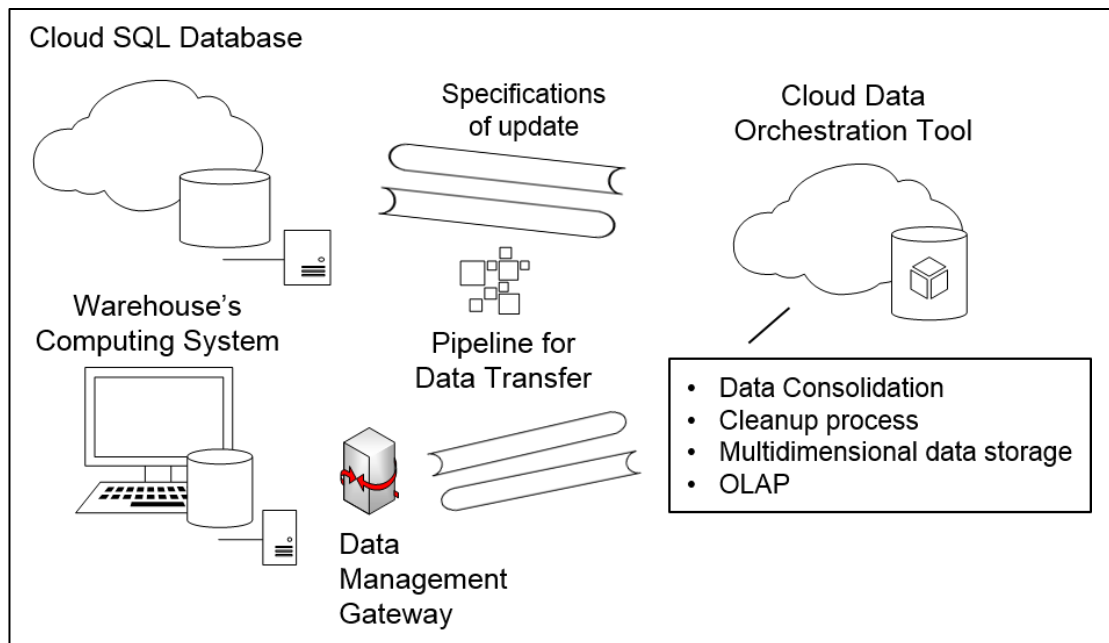 Cloud SQL Database
Specifications
of update
Cloud Data
Orchestration Tool
Warehouse’s
Computing System
Pipeline for
Data Transfer
• Data Consolidation
• Cleanup process
• Multidimensional data storage
• OLAP
Data
Management
Gateway